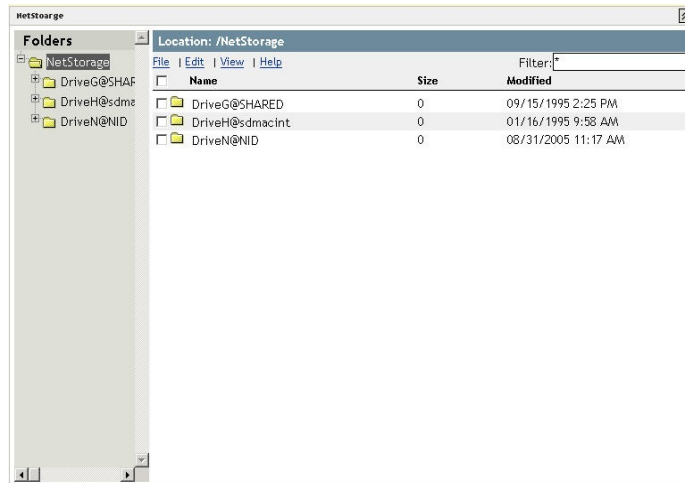 NetStoarge
Folders
Location: /NetStorage
NetStorage
File | Edit | View | Help
Filter: *
DriveG@SHAR
DriveH@sdma
DriveN@NID
Name Size Modified
DriveG@SHARED 0 09/15/1995 2:25 PM
DriveH@sdmacint 0 01/16/1995 9:58 AM
DriveN@NID 0 08/31/2005 11:17 AM